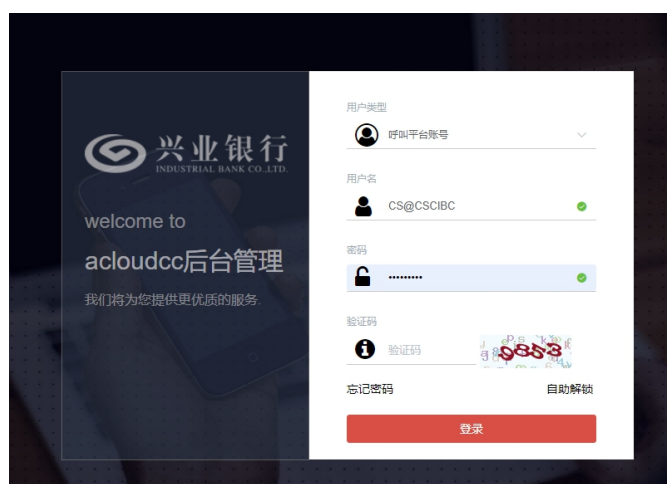 兴业银行
INDUSTRIAL BANK CO.,LTD.
welcome to
acloudcc后台管理
我们将为您提供更优质的服务.
用户类型
呼叫平台账号
用户名
CS@CSCIBC
密码
•••••••••
验证码
验证码
9853
忘记密码
自助解锁
登录